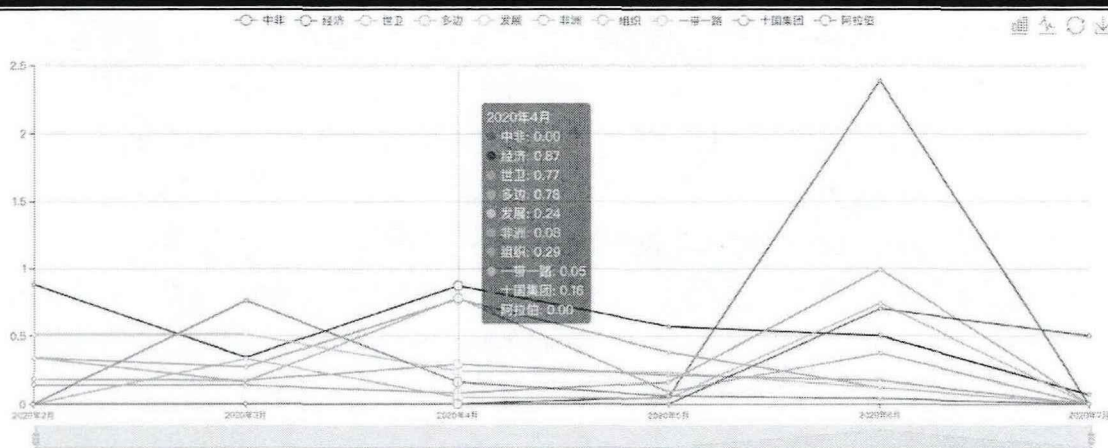 中非 经济 世卫 多边 发展 非洲 组织 一带一路 十国集团 阿拉伯
2.5
2
1.5
1
0.5
0
2020年4月
中非: 0.00
经济: 0.87
世卫: 0.77
多边: 0.78
发展: 0.24
非洲: 0.08
组织: 0.29
一带一路: 0.05
十国集团: 0.16
阿拉伯: 0.00
2020年2月 2020年3月 2020年4月 2020年5月 2020年6月 2020年7月